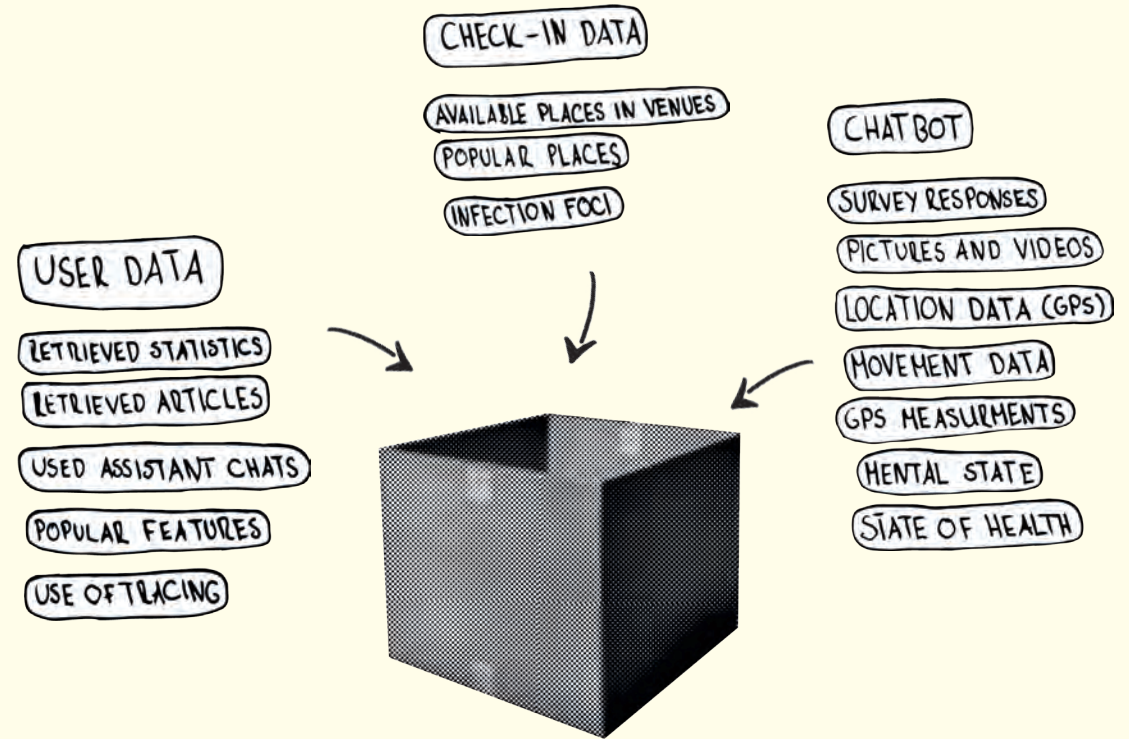 CHECK-IN DATA
AVAILABLE PLACES IN VENUES
POPULAR PLACES
INFECTION FOCI
USER DATA
RETRIEVED STATISTICS
RETRIEVED ARTICLES
USED ASSISTANT CHATS
POPULAR FEATURES
USE OF TRACING
CHATBOT
SURVEY RESPONSES
PICTURES AND VIDEOS
LOCATION DATA (GPS)
MOVEMENT DATA
GPS MEASURMENTS
MENTAL STATE
STATE OF HEALTH